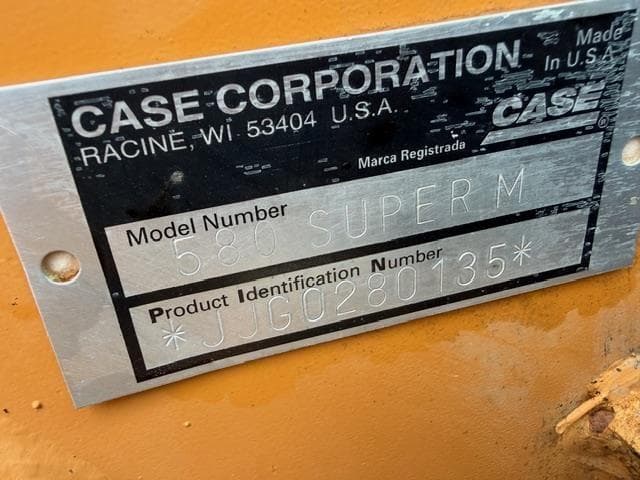 CASE CORPORATION
RACINE, WI 53404 U.S.A.
Made
In U.S.A.
CASE
®
Marca Registrada
Model Number
580 SUPER M
Product Identification Number
*JJG0280135*